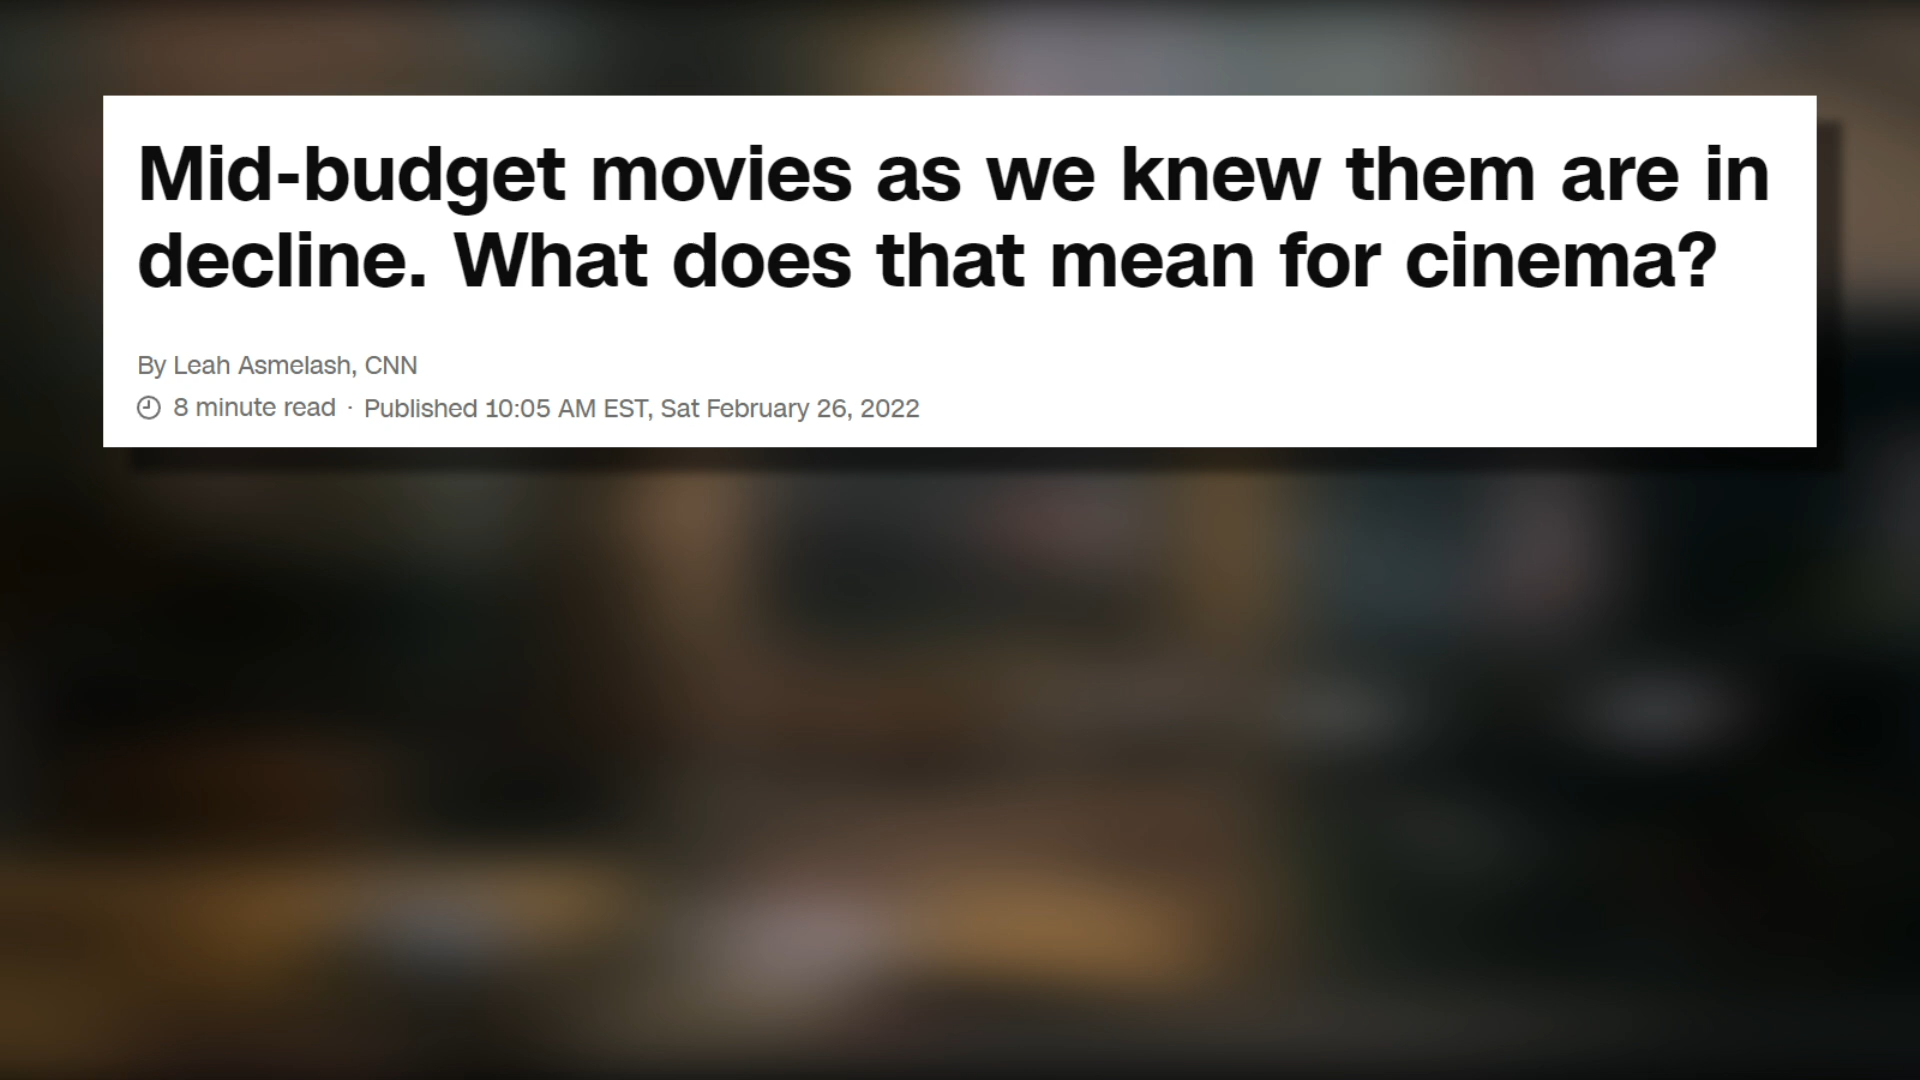 Mid-budget movies as we knew them are in
decline. What does that mean for cinema?
By Leah Asmelash, CNN
8 minute read · Published 10:05 AM EST, Sat February 26, 2022